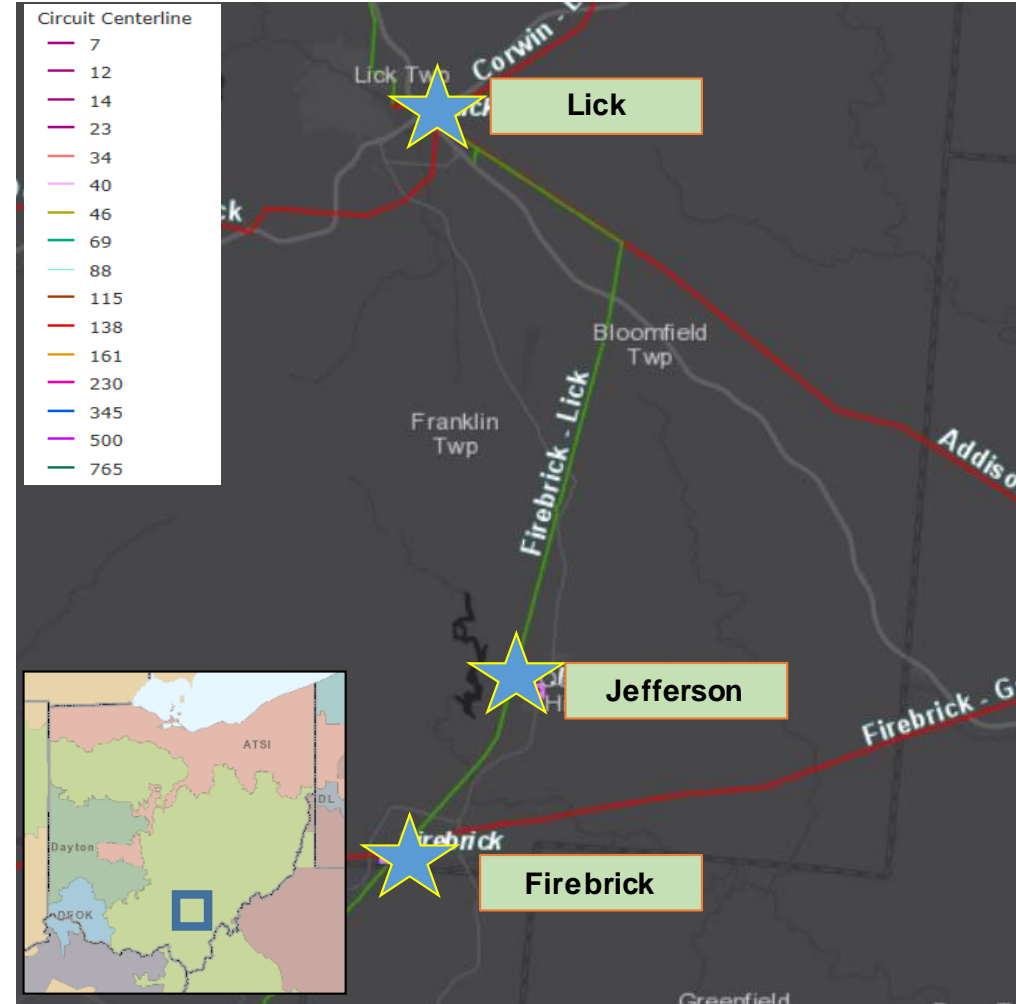 Circuit Centerline
7
12
14
23
34
40
46
69
88
115
138
161
230
345
500
765
Corwin -
Lick Twp
Lick
Bloomfield
Twp
Firebrick - Lick
Franklin
Twp
Addiso
Jefferson
Firebrick - G
Firebrick
Firebrick
Greenfield
ATSI
DL
Dayton
DEOK